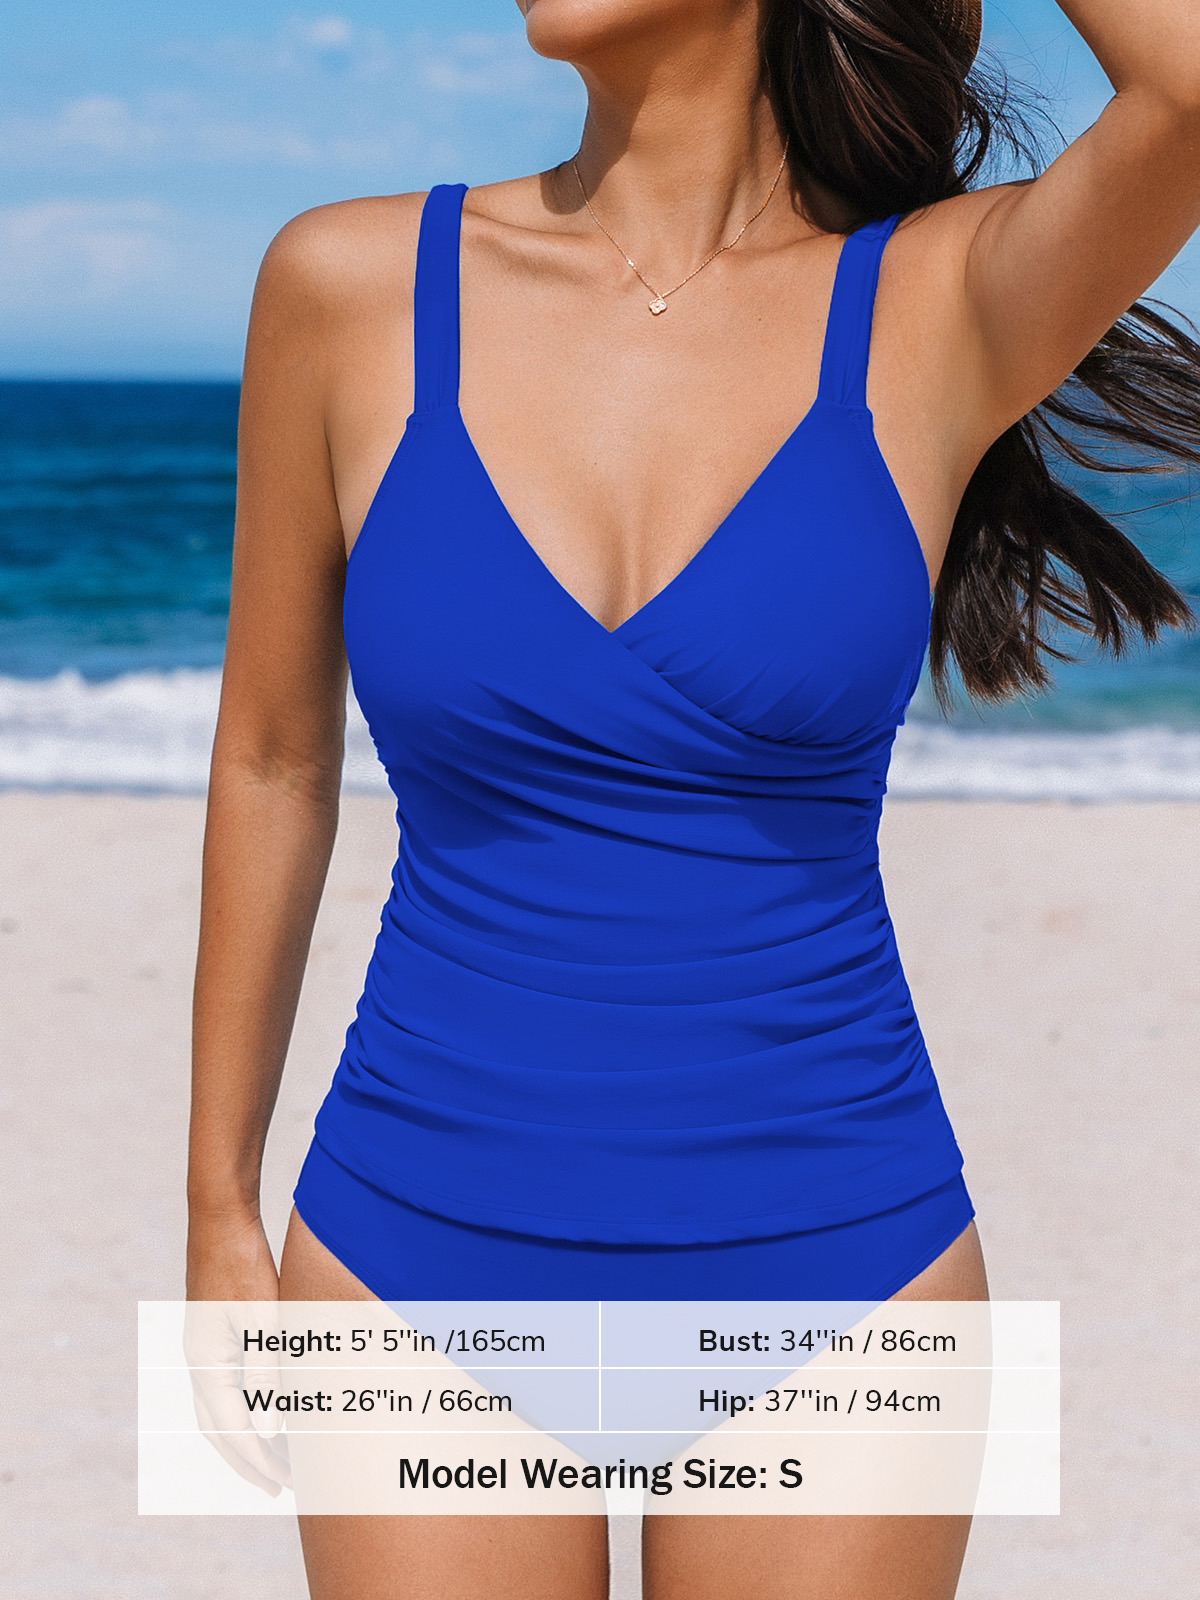 Height: 5' 5''in /165cm
Bust: 34''in / 86cm
Waist: 26''in / 66cm
Hip: 37''in / 94cm
Model Wearing Size: S